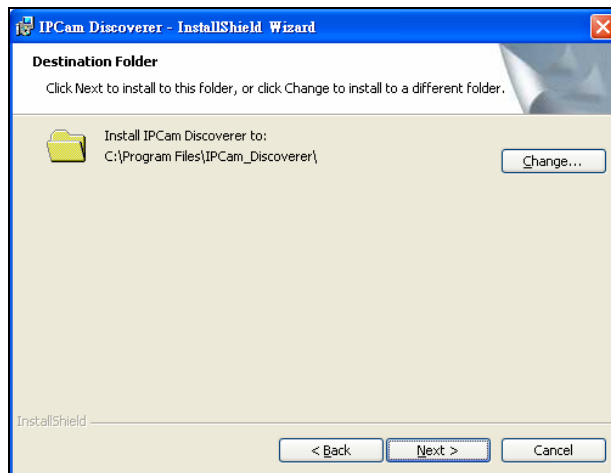 IPCam Discoverer - InstallShield Wizard
Destination Folder
Click Next to install to this folder, or click Change to install to a different folder.
Install IPCam Discoverer to:
C:\Program Files\IPCam_Discoverer\
Change...
InstallShield
< Back Next > Cancel